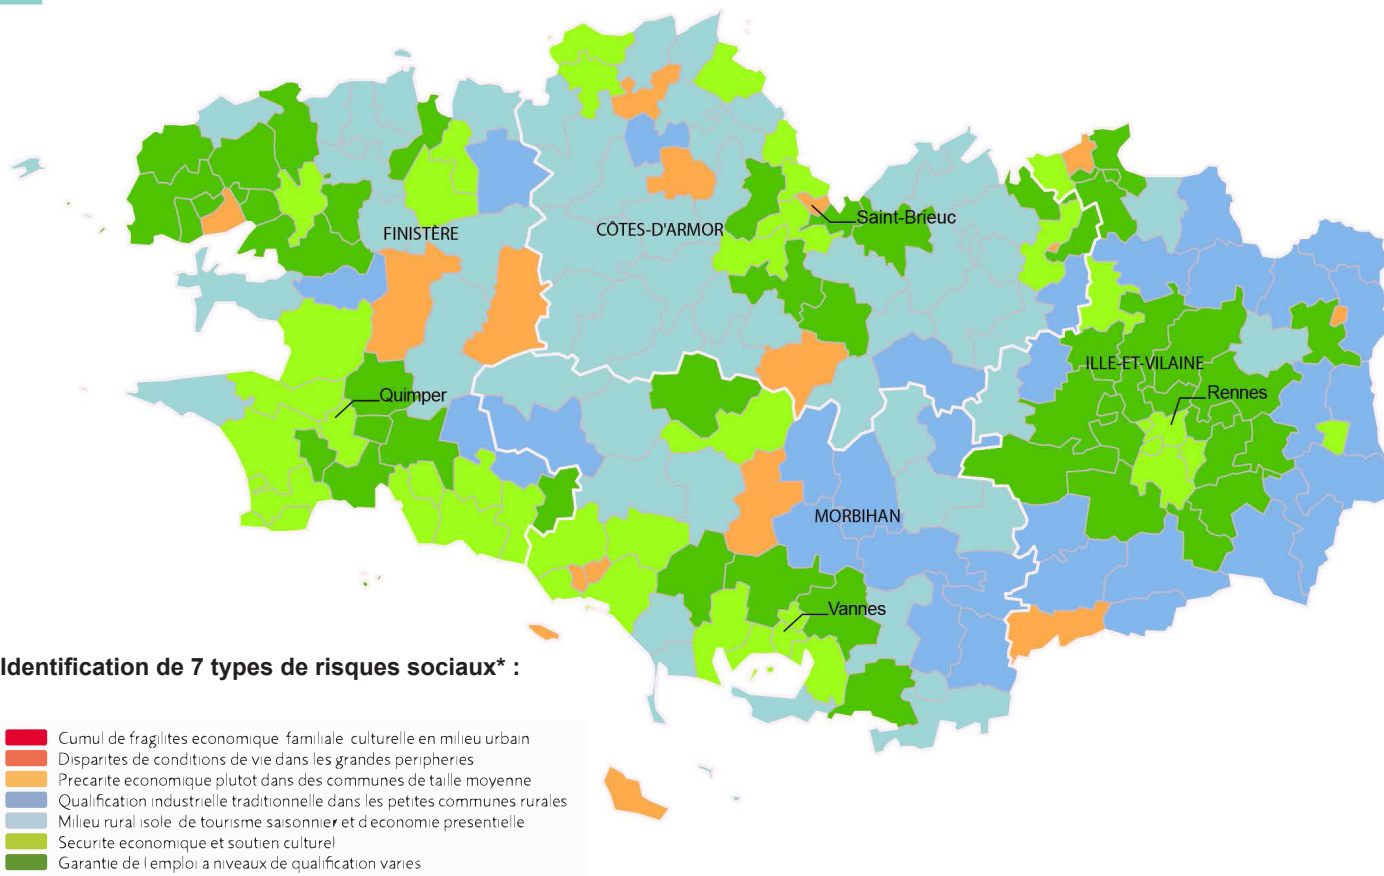 FINISTÈRE
CÔTES-D'ARMOR
Saint-Brieuc
Quimper
ILLE-ET-VILAINE
Rennes
MORBIHAN
Vannes
Identification de 7 types de risques sociaux* :
Cumul de fragilites economique familiale culturelle en milieu urbain
Disparites de conditions de vie dans les grandes peripheries
Precarite economique plutot dans des communes de taille moyenne
Qualification industrielle traditionnelle dans les petites communes rurales
Milieu rural isole de tourisme saisonnier et d economie presentielle
Securite economique et soutien culturel
Garantie de l emploi a niveaux de qualification varies